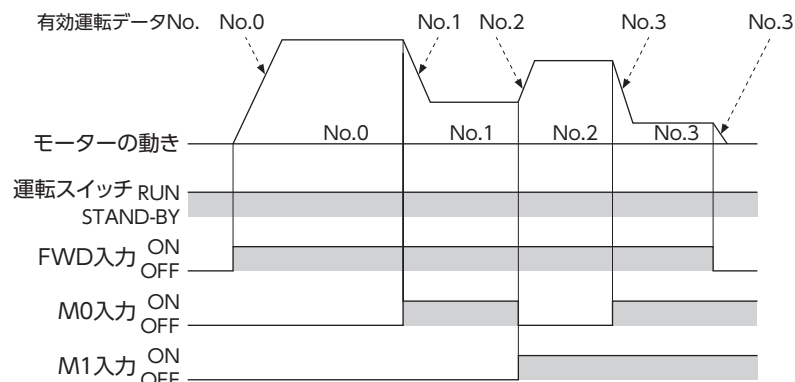 有効運転データNo. No.0 No.1 No.2 No.3 No.3
No.0 No.1 No.2 No.3
モーターの動き
運転スイッチ RUN
STAND-BY
FWD入力 ON
OFF
M0入力 ON
OFF
M1入力 ON
OFF